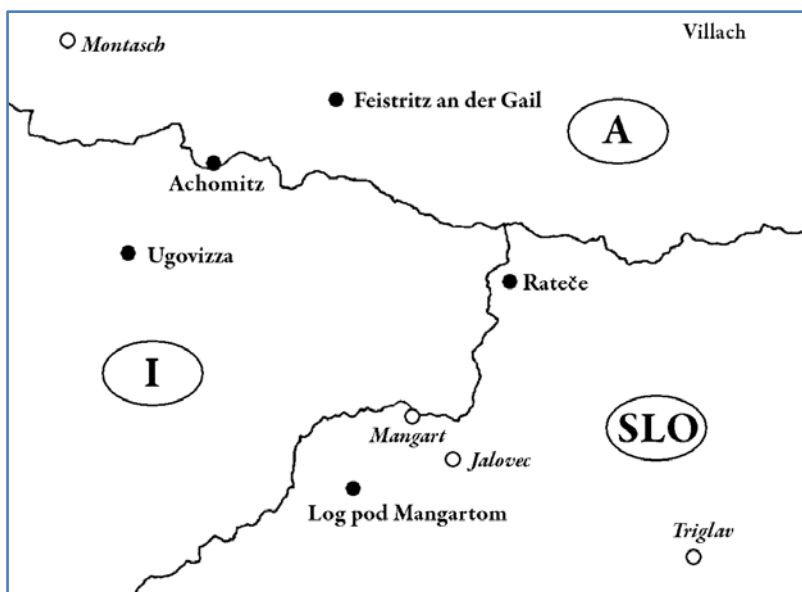 Villach
Montasch
Feistritz an der Gail
A
Achomitz
Ugovizza
Rateče
I
Mangart
SLO
Jalovec
Log pod Mangartom
Triglav